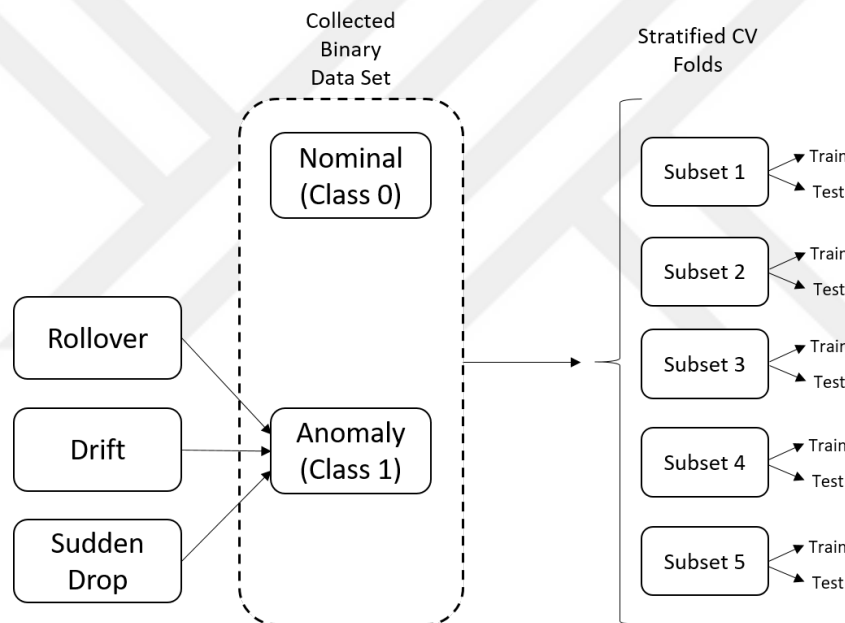 Collected
Binary
Data Set
Stratified CV
Folds
Nominal
(Class 0)
Rollover
Drift
Sudden
Drop
Anomaly
(Class 1)
Subset 1
Train
Test
Subset 2
Train
Test
Subset 3
Train
Test
Subset 4
Train
Test
Subset 5
Train
Test